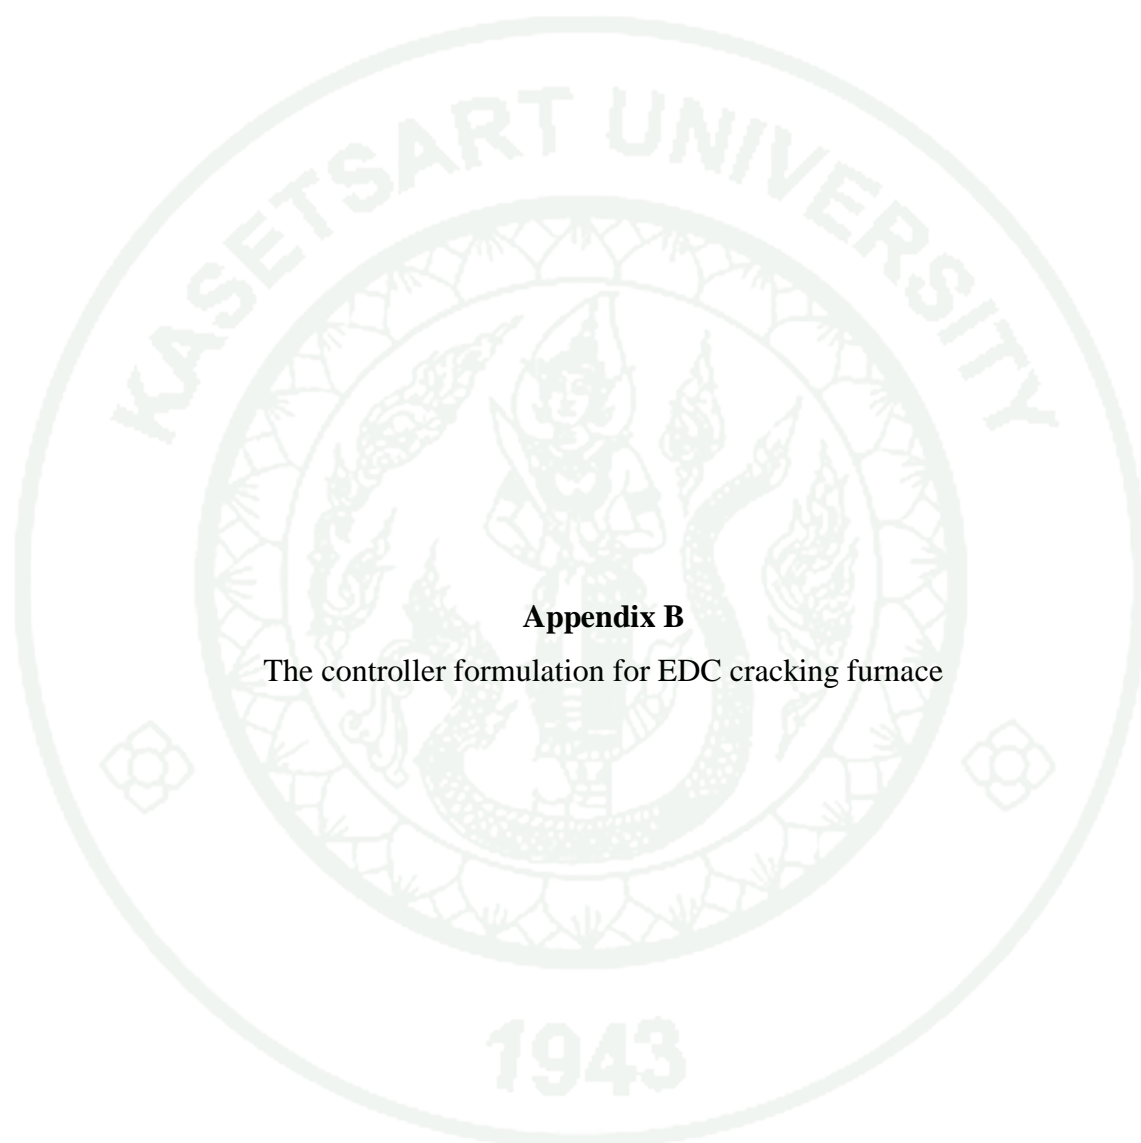 KASETSART UNIVERSITY
Appendix B
The controller formulation for EDC cracking furnace
1943